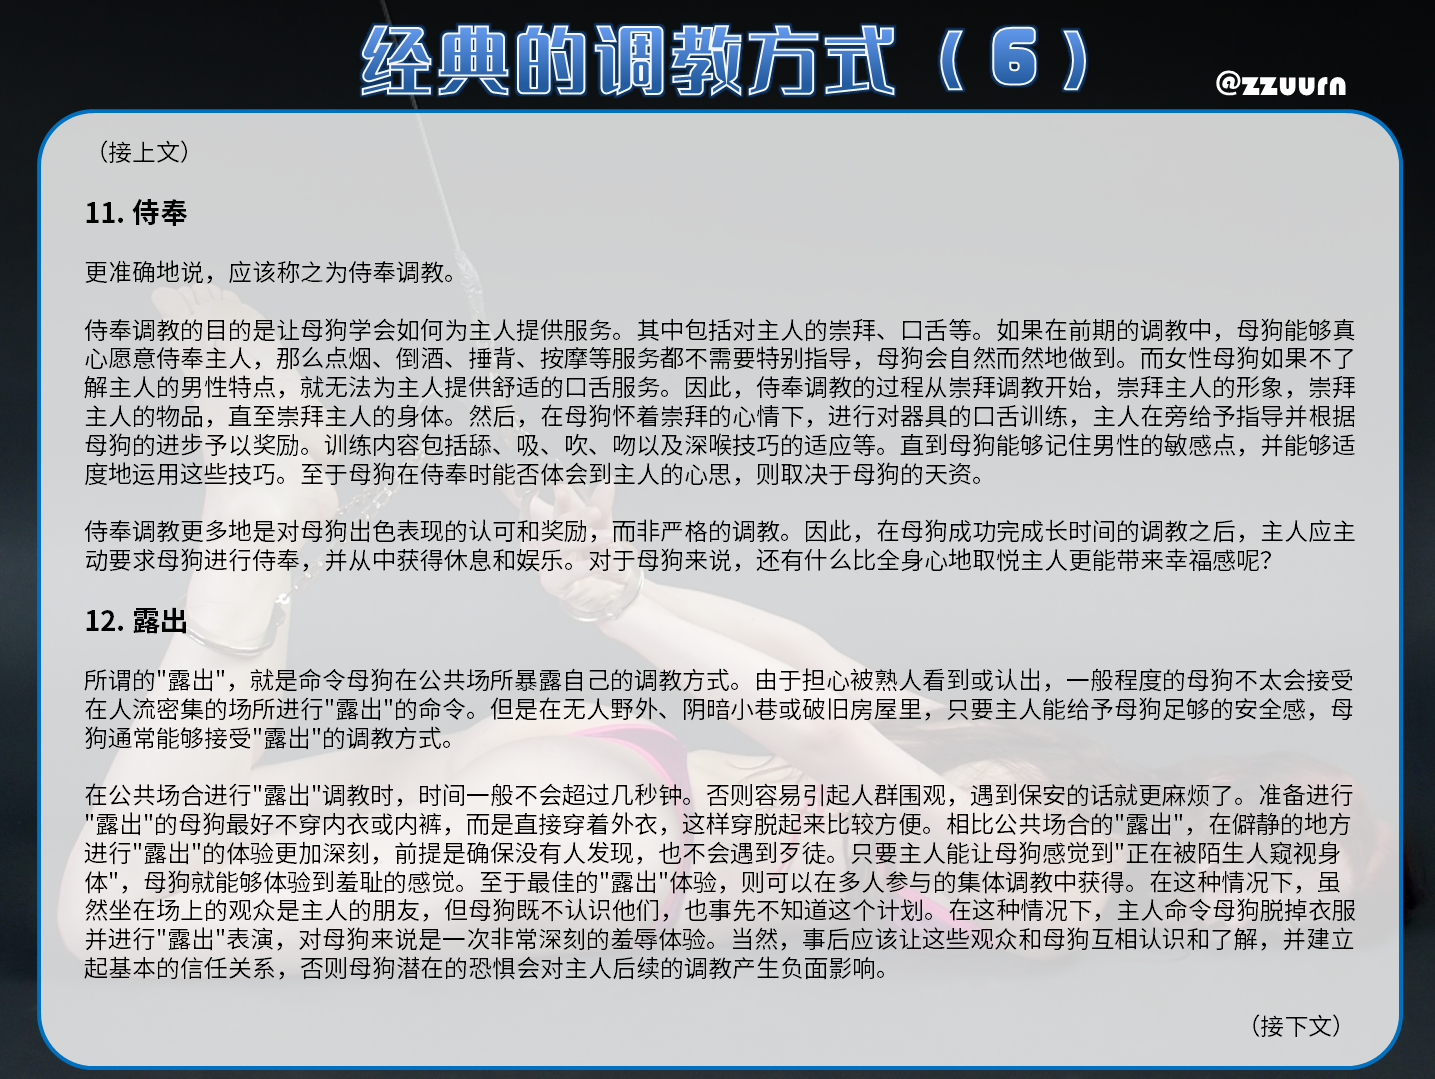 经典的调教方式（6）
@zzuurn
（接上文）
11. 侍奉
更准确地说，应该称之为侍奉调教。
侍奉调教的目的是让母狗学会如何为主人提供服务。其中包括对主人的崇拜、口舌等。如果在前期的调教中，母狗能够真
心愿意侍奉主人，那么点烟、倒酒、捶背、按摩等服务都不需要特别指导，母狗会自然而然地做到。而女性母狗如果不了
解主人的男性特点，就无法为主人提供舒适的口舌服务。因此，侍奉调教的过程从崇拜调教开始，崇拜主人的形象，崇拜
主人的物品，直至崇拜主人的身体。然后，在母狗怀着崇拜的心情下，进行对器具的口舌训练，主人在旁给予指导并根据
母狗的进步予以奖励。训练内容包括舔、吸、吹、吻以及深喉技巧的适应等。直到母狗能够记住男性的敏感点，并能够适
度地运用这些技巧。至于母狗在侍奉时能否体会到主人的心思，则取决于母狗的天资。
侍奉调教更多地是对母狗出色表现的认可和奖励，而非严格的调教。因此，在母狗成功完成长时间的调教之后，主人应主
动要求母狗进行侍奉，并从中获得休息和娱乐。对于母狗来说，还有什么比全身心地取悦主人更能带来幸福感呢？
12. 露出
所谓的"露出"，就是命令母狗在公共场所暴露自己的调教方式。由于担心被熟人看到或认出，一般程度的母狗不太会接受
在人流密集的场所进行"露出"的命令。但是在无人野外、阴暗小巷或破旧房屋里，只要主人能给予母狗足够的安全感，母
狗通常能够接受"露出"的调教方式。
在公共场合进行"露出"调教时，时间一般不会超过几秒钟。否则容易引起人群围观，遇到保安的话就更麻烦了。准备进行
"露出"的母狗最好不穿内衣或内裤，而是直接穿着外衣，这样穿脱起来比较方便。相比公共场合的"露出"，在僻静的地方
进行"露出"的体验更加深刻，前提是确保没有人发现，也不会遇到歹徒。只要主人能让母狗感觉到"正在被陌生人窥视身
体"，母狗就能够体验到羞耻的感觉。至于最佳的"露出"体验，则可以在多人参与的集体调教中获得。在这种情况下，虽
然坐在场上的观众是主人的朋友，但母狗既不认识他们，也事先不知道这个计划。在这种情况下，主人命令母狗脱掉衣服
并进行"露出"表演，对母狗来说是一次非常深刻的羞辱体验。当然，事后应该让这些观众和母狗互相认识和了解，并建立
起基本的信任关系，否则母狗潜在的恐惧会对主人后续的调教产生负面影响。
（接下文）